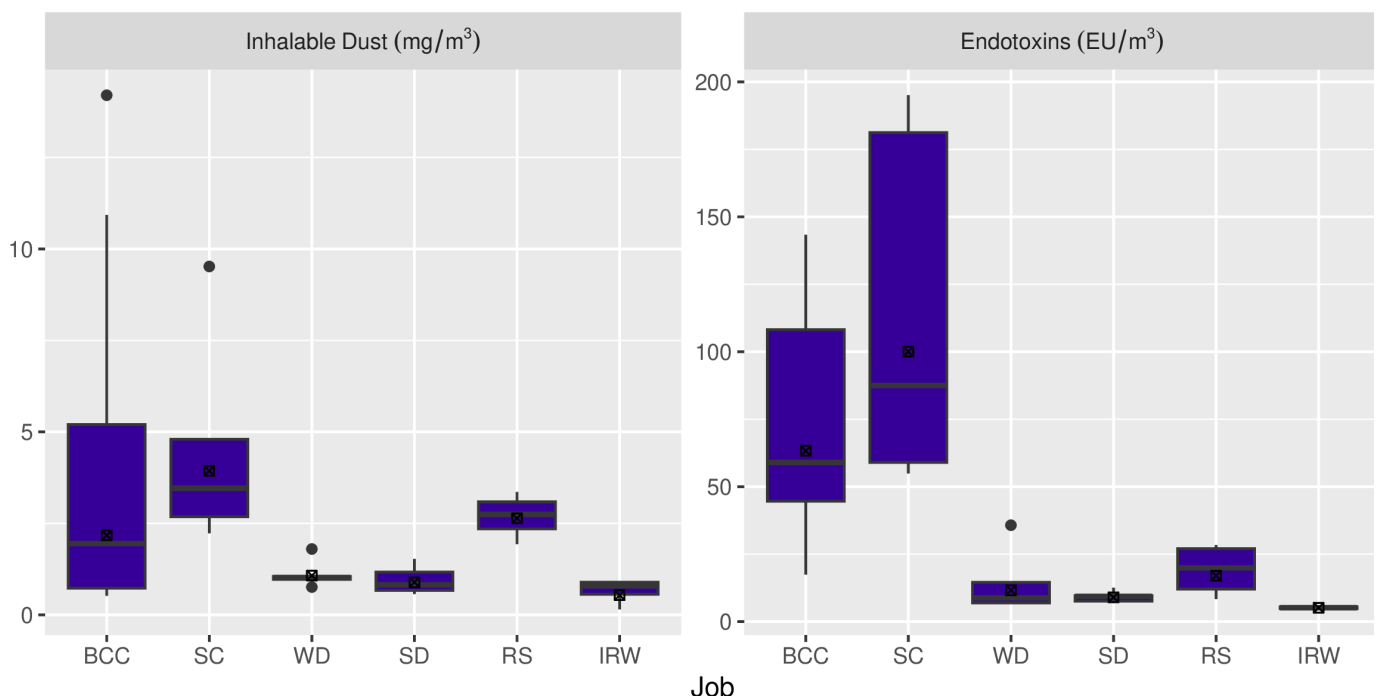 Inhalable Dust (mg/m³)
Endotoxins (EU/m³)
10
5
0
200
150
100
50
0
BCC SC WD SD RS IRW
BCC SC WD SD RS IRW
Job